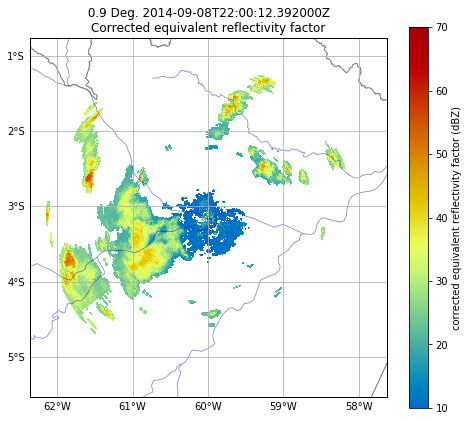 0.9 Deg. 2014-09-08T22:00:12.392000Z
Corrected equivalent reflectivity factor
1°S
2°S
3°S
4°S
5°S
62°W 61°W 60°W 59°W 58°W
70
60
50
40
30
20
10
corrected equivalent reflectivity factor (dBZ)